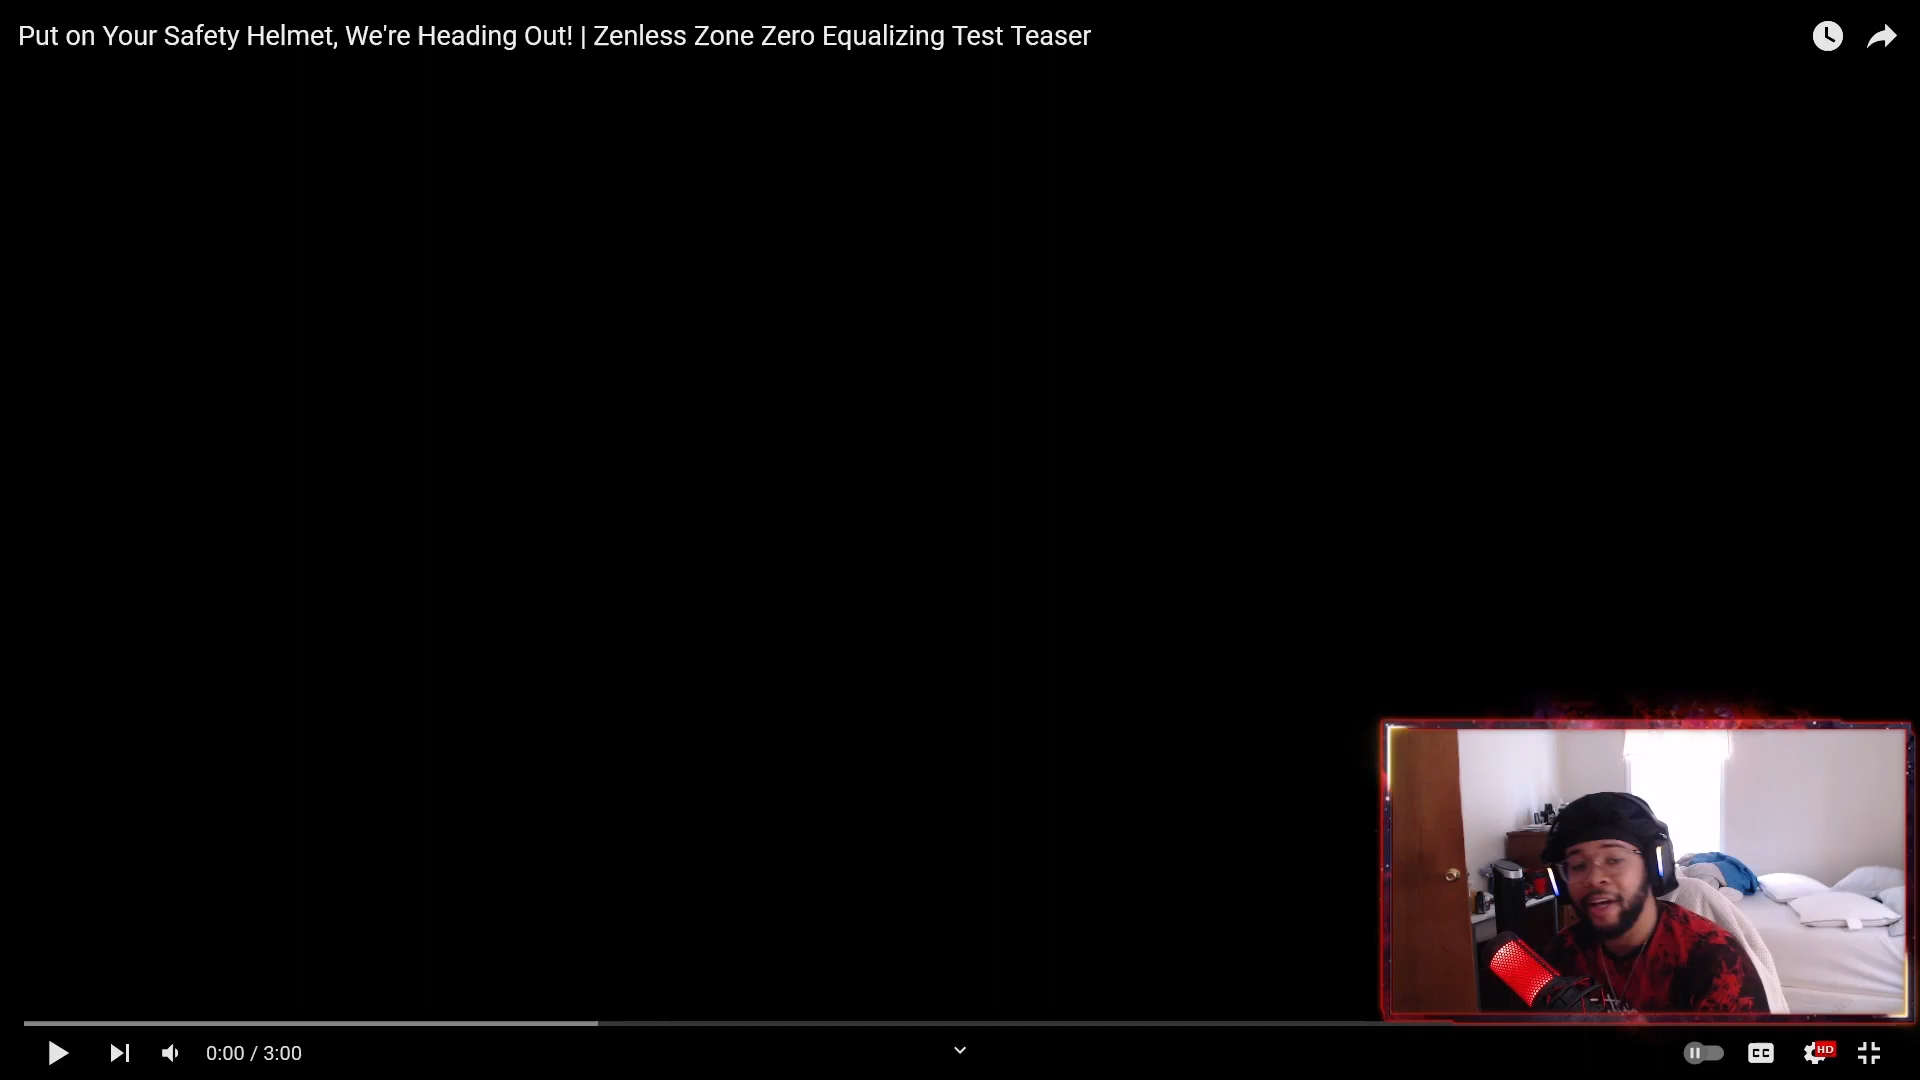 Put on Your Safety Helmet, We're Heading Out! | Zenless Zone Zero Equalizing Test Teaser
0:00 / 3:00
CC
HD